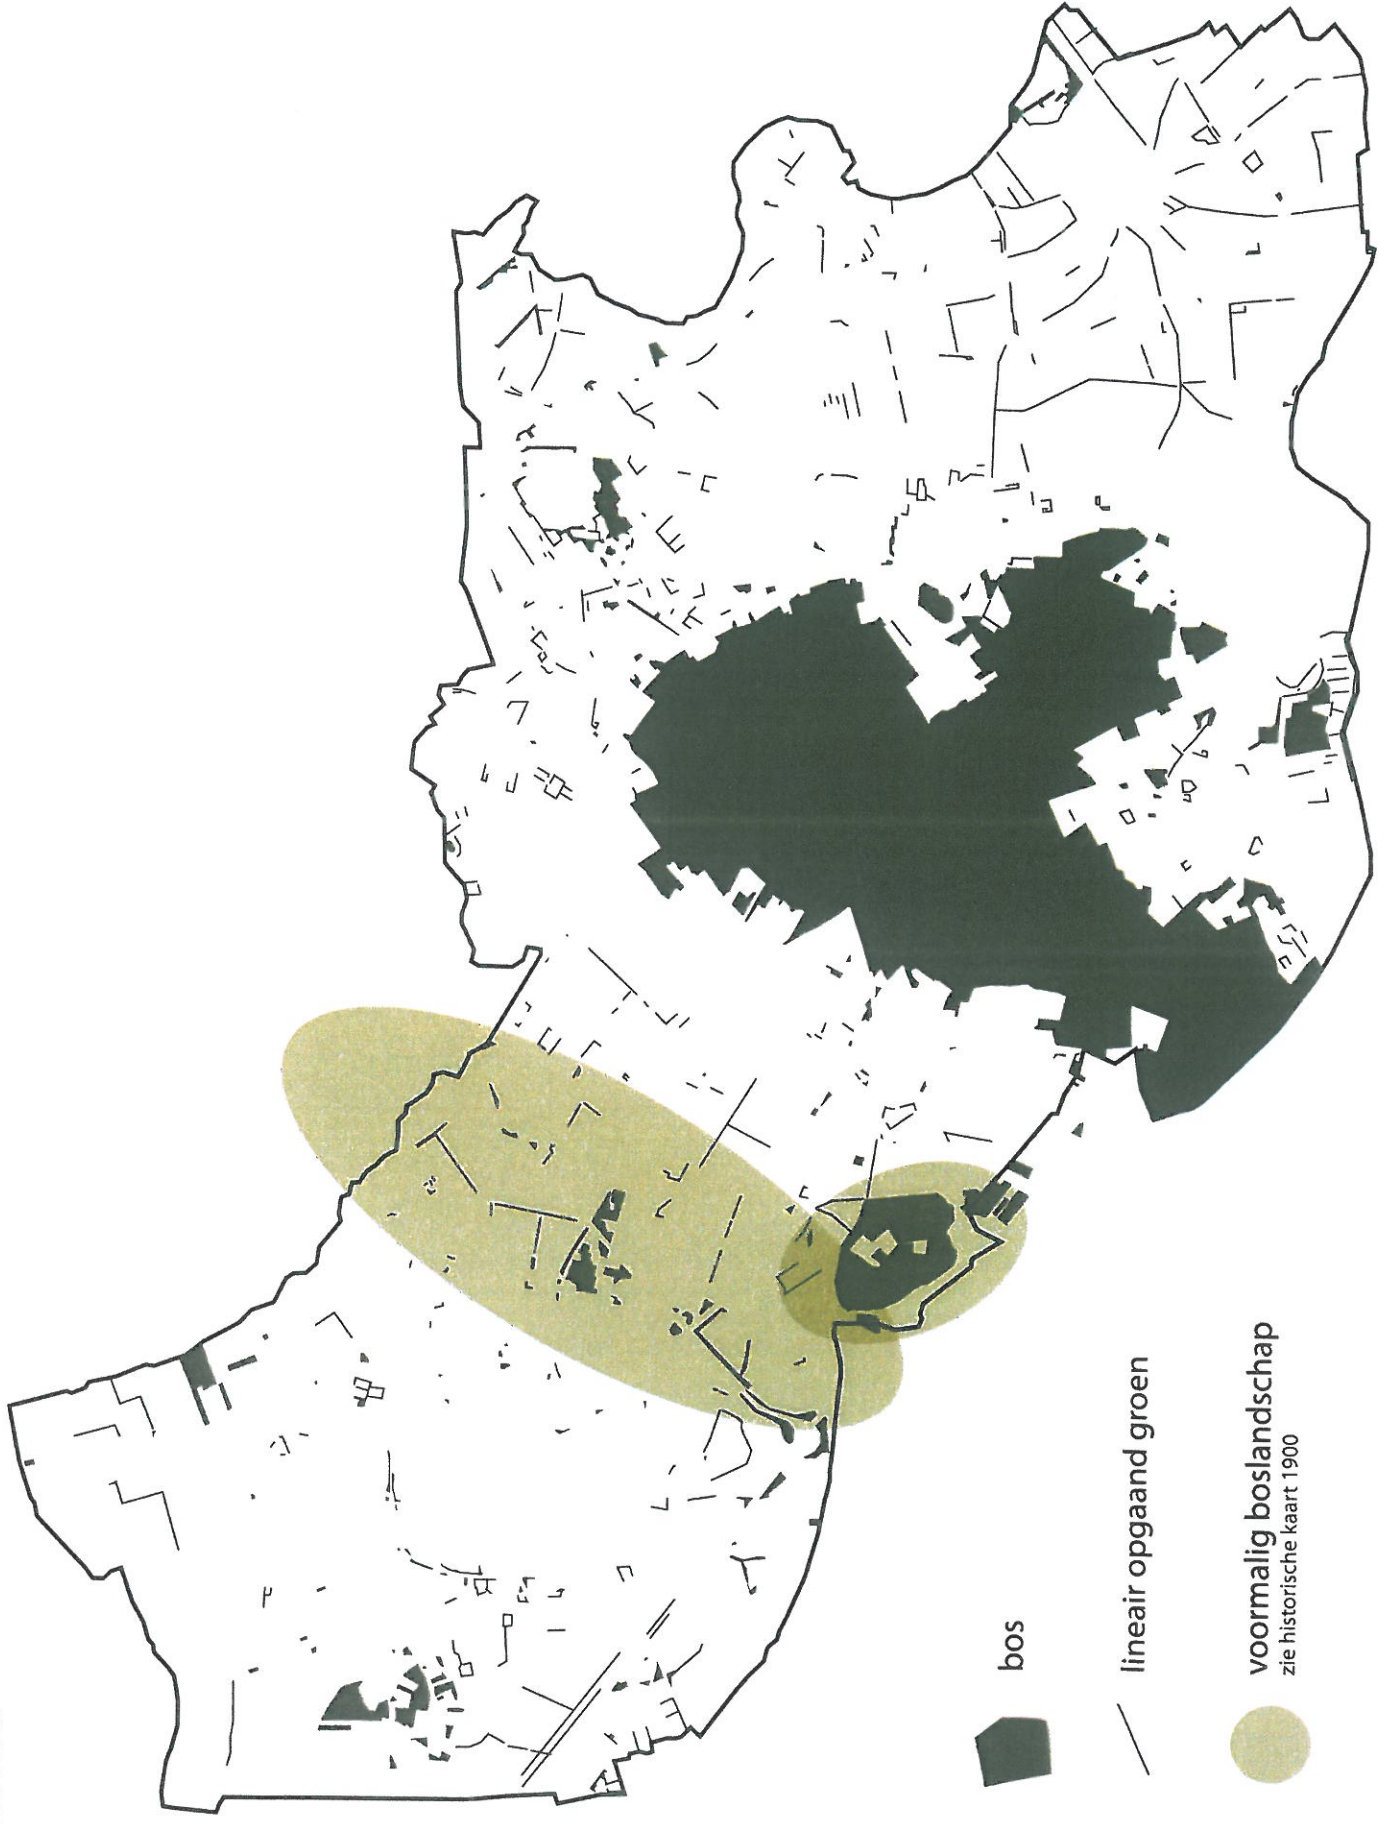 bos
lineair opgaand groen
voormalig boslandschap
zie historische kaart 1900